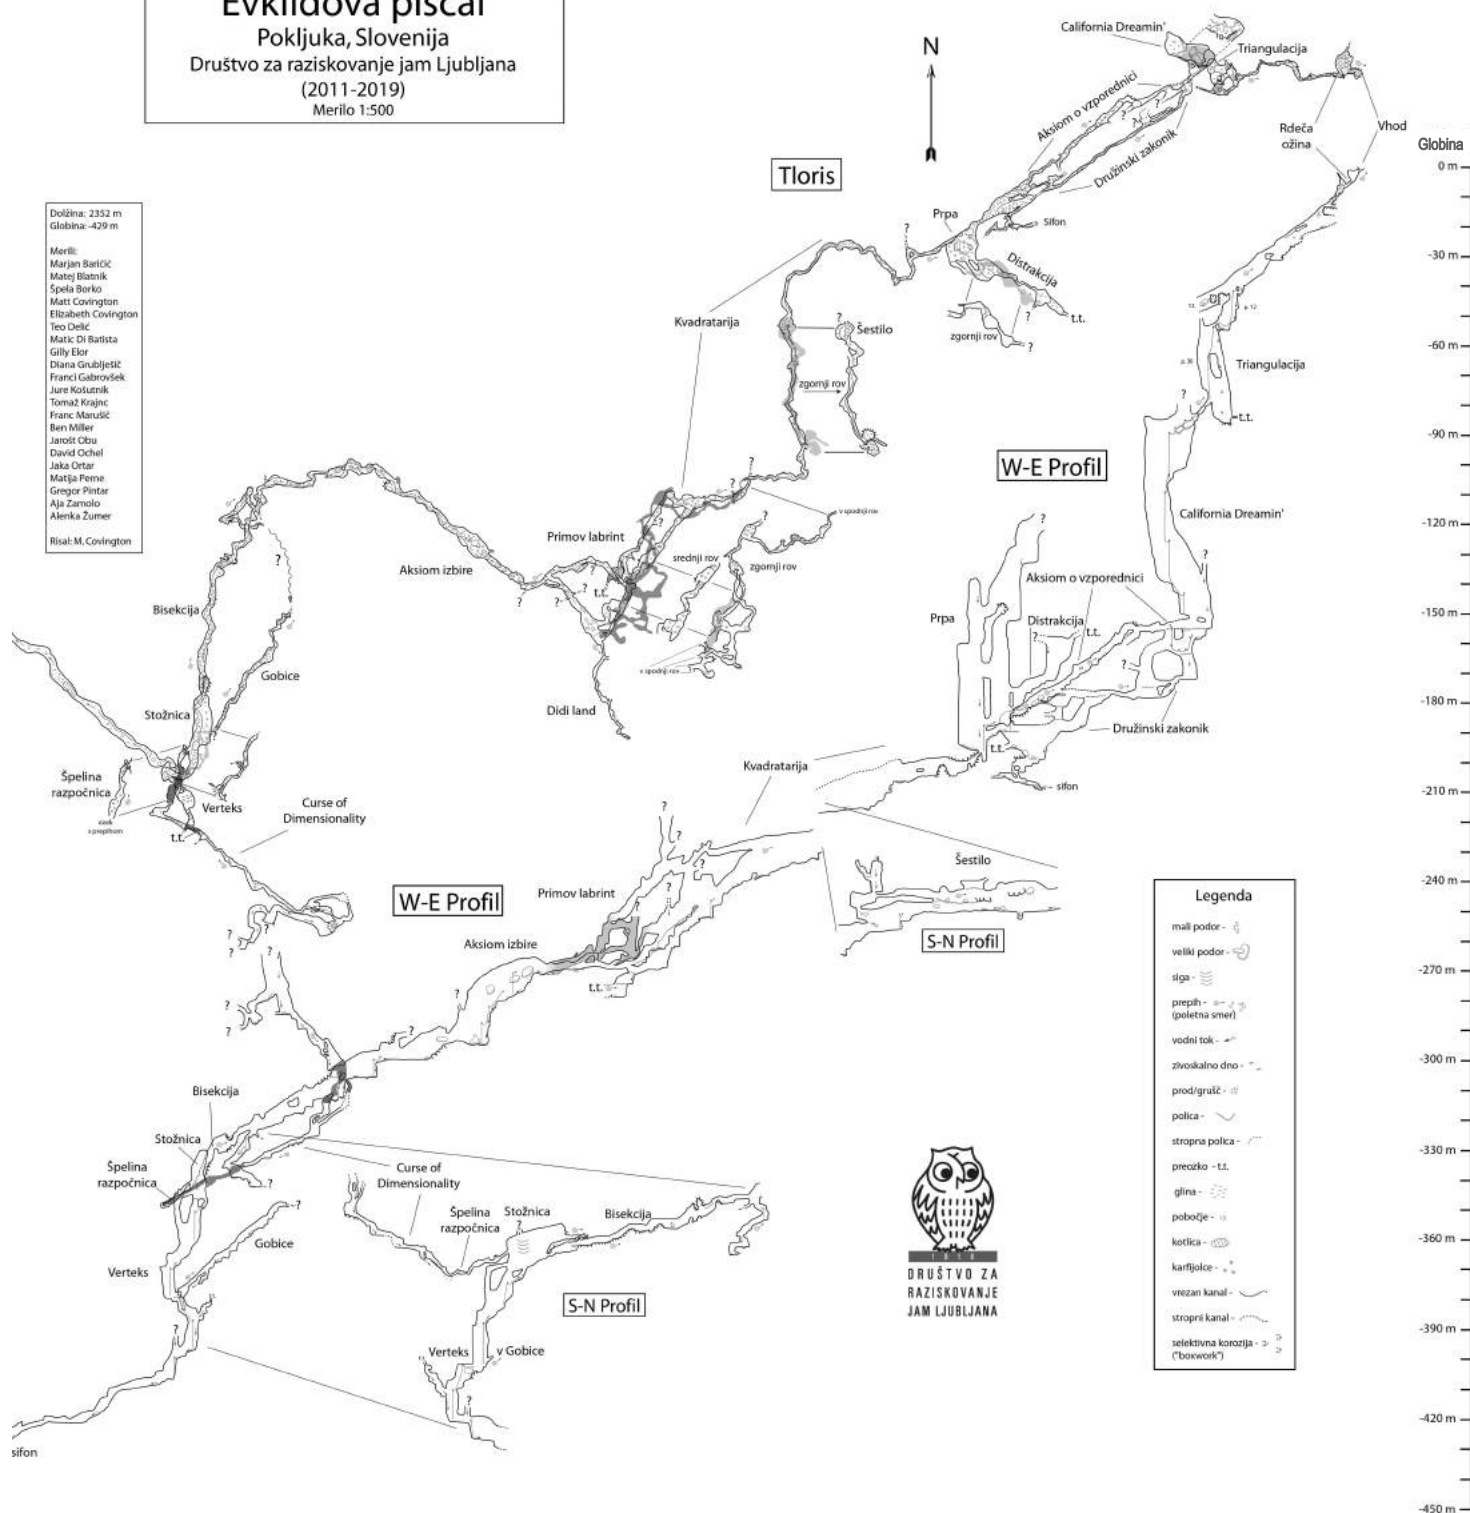 Evklidova piščal
Pokljuka, Slovenija
Društvo za raziskovanje jam Ljubljana
(2011-2019)
Merilo 1:500
N
Tloris
California Dreamin'
Triangulacija
Aksiom o vzporednici
Družinski zakonik
Rdeča
ožina
Vhod
Prpa
Sifon
Distrakcija
t.t.
zgornji rov
Kvadratarija
Šestilo
zgornji rov
Globina
0 m
-30 m
-60 m
-90 m
-120 m
-150 m
-180 m
-210 m
-240 m
-270 m
-300 m
-330 m
-360 m
-390 m
-420 m
-450 m
Dolžina: 2352 m
Globina: -429 m
Merili:
Marjan Baričič
Matej Blatnik
Špela Borko
Matt Covington
Elizabeth Covington
Teo Delić
Matic Di Batista
Gilly Elor
Diana Grublješič
Franci Gabrovšek
Jure Košutnik
Tomaž Krajnc
Franc Marušič
Ben Miller
Jarošt Obu
David Ochel
Jaka Ortar
Matija Perne
Gregor Pintar
Aja Zamolo
Alenka Žumer
Risal: M. Covington
Primov labrint
Aksiom izbire
t.t.
srednji rov
zgornji rov
v spodnji rov
v spodnji rov
Didi land
Bisekcija
Gobice
Stožnica
Špelina
razpočnica
Verteks
t.t.
Curse of
Dimensionality
W-E Profil
Triangulacija
t.t.
California Dreamin'
Aksiom o vzporednici
Prpa
Distrakcija
t.t.
Družinski zakonik
t.t.
sifon
Kvadratarija
Šestilo
S-N Profil
W-E Profil
Primov labrint
Aksiom izbire
t.t.
Bisekcija
Stožnica
Špelina
razpočnica
Gobice
Verteks
sifon
Curse of
Dimensionality
Špelina
razpočnica
Stožnica
Bisekcija
S-N Profil
Verteks
v Gobice
DRUŠTVO ZA
RAZISKOVANJE
JAM LJUBLJANA
Legenda
mali podor -
veliki podor -
siga -
prepih -
(poletna smer)
vodni tok -
zivoskalno dno -
prod/grušč -
polica -
stropna polica -
preozko - t.t.
glina -
pobočje -
kotlica -
karfijolce -
vrezan kanal -
stropni kanal -
selektivna korozija -
("boxwork")